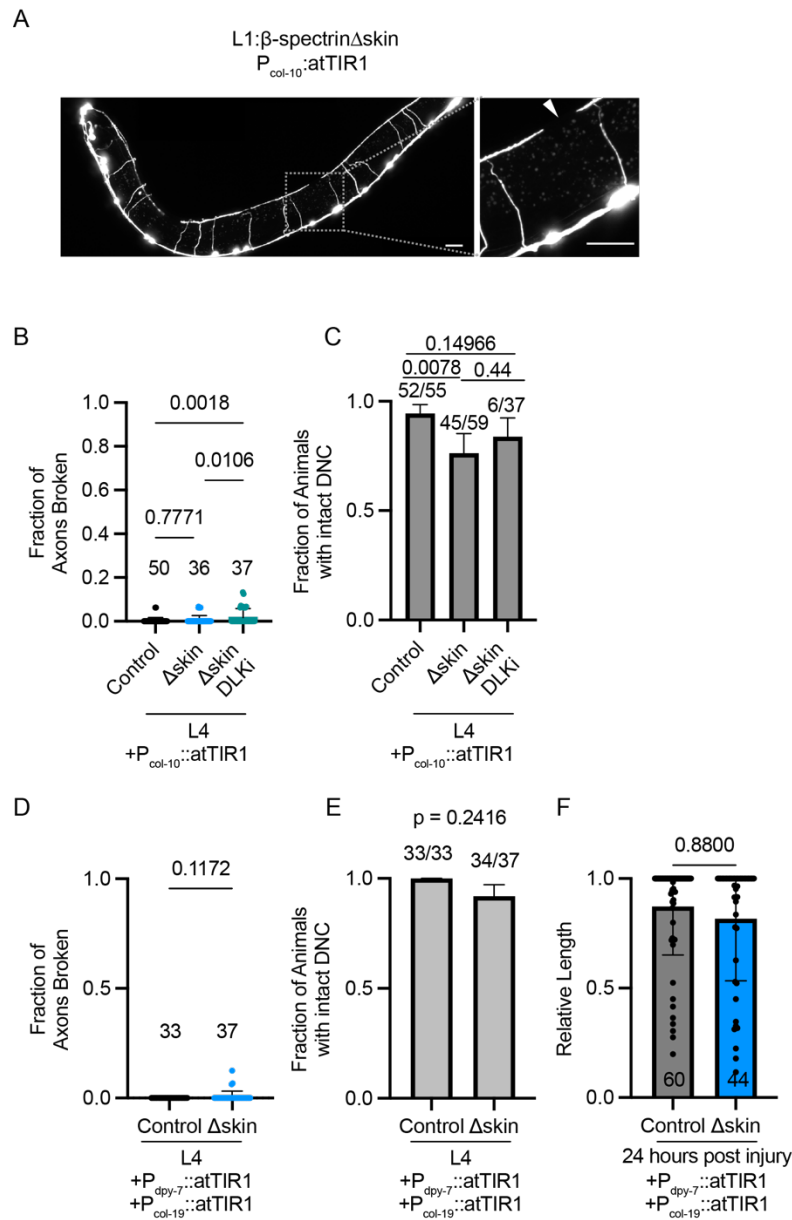 A
L1:β-spectrinΔskin
Pcol-10:atTIR1
B
Fraction of
Axons Broken
1.0
0.8
0.6
0.4
0.2
0.0
0.0018
0.0106
0.7771
50 36 37
Control Δskin Δskin DLKi
L4
+Pcol-10::atTIR1
C
Fraction of Animals
with intact DNC
1.0
0.5
0.0
0.14966
0.0078 0.44
52/55 45/59 6/37
Control Δskin Δskin DLKi
L4
+Pcol-10::atTIR1
D
Fraction of
Axons Broken
1.0
0.5
0.0
0.1172
33 37
Control Δskin
L4
+Pdpy-7::atTIR1
+Pcol-19::atTIR1
E
Fraction of Animals
with intact DNC
1.0
0.5
0.0
p = 0.2416
33/33 34/37
Control Δskin
L4
+Pdpy-7::atTIR1
+Pcol-19::atTIR1
F
Relative Length
1.0
0.5
0.0
0.8800
60 44
Control Δskin
24 hours post injury
+Pdpy-7::atTIR1
+Pcol-19::atTIR1